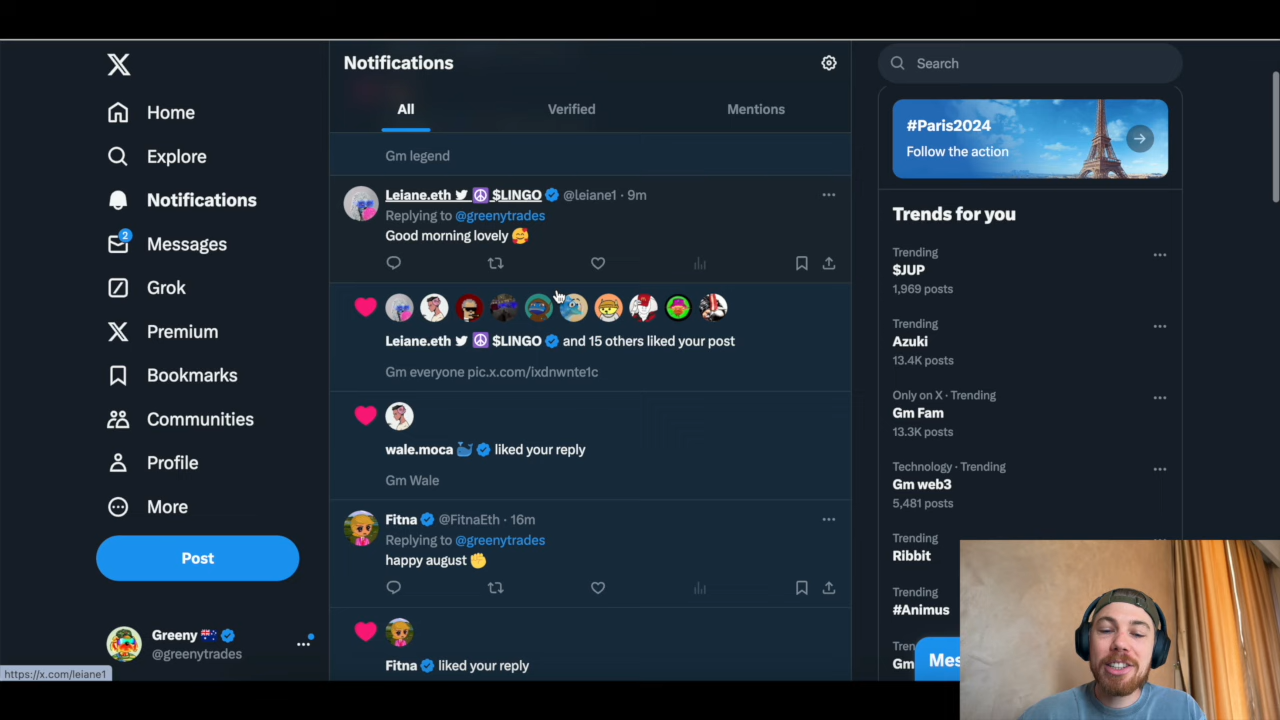 Home
Explore
Notifications
2
Messages
Grok
Premium
Bookmarks
Communities
Profile
More
Post
Greeny 🇦🇺
@greenytrades
https://x.com/leiane1
Notifications
All
Verified
Mentions
Gm legend
Leiane.eth 🐦 ☮️ $LINGO @leiane1 · 9m
Replying to @greenytrades
Good morning lovely 🥰
Leiane.eth 🐦 ☮️ $LINGO and 15 others liked your post
Gm everyone pic.x.com/ixdnwnte1c
wale.moca 🐳 liked your reply
Gm Wale
Fitna @FitnaEth · 16m
Replying to @greenytrades
happy august ✊
Fitna liked your reply
Search
#Paris2024
Follow the action
Trends for you
Trending
$JUP
1,969 posts
Trending
Azuki
13.4K posts
Only on X · Trending
Gm Fam
13.3K posts
Technology · Trending
Gm web3
5,481 posts
Trending
Ribbit
Trending
#Animus
Gm